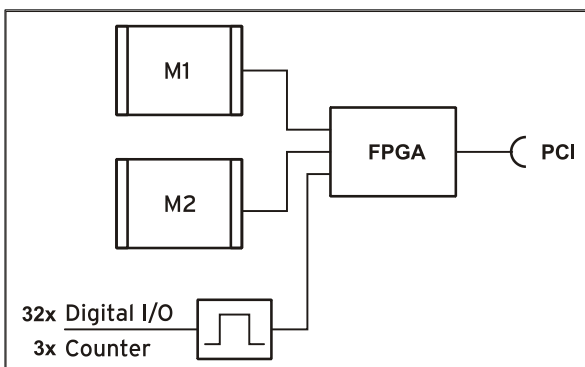 M1
FPGA
PCI
M2
32x Digital I/O
3x Counter